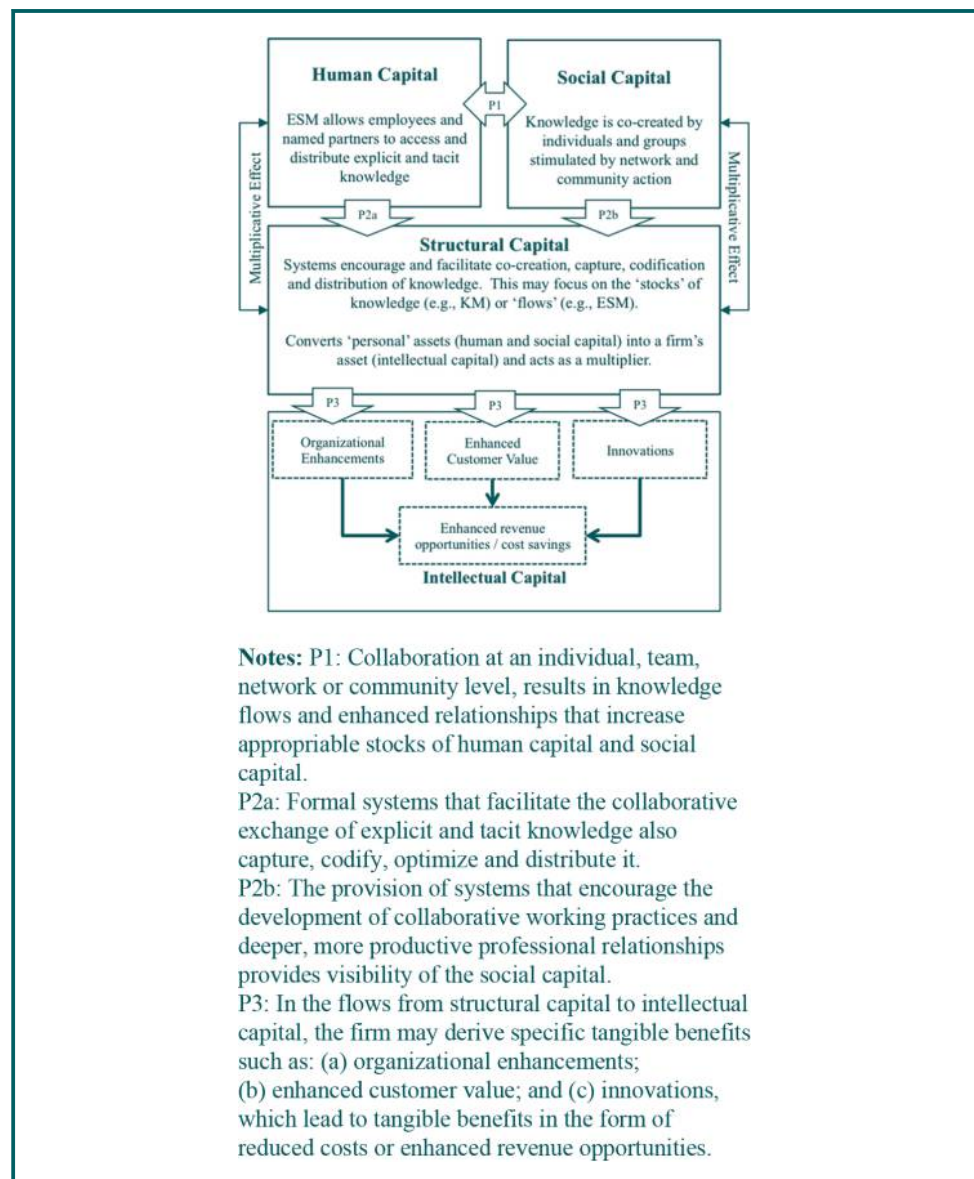 Human Capital
ESM allows employees and
named partners to access and
distribute explicit and tacit
knowledge
P1
Social Capital
Knowledge is co-created by
individuals and groups
stimulated by network and
community action
Multiplicative Effect
Multiplicative Effect
P2a
P2b
Structural Capital
Systems encourage and facilitate co-creation, capture, codification
and distribution of knowledge. This may focus on the ‘stocks’ of
knowledge (e.g., KM) or ‘flows’ (e.g., ESM).
Converts ‘personal’ assets (human and social capital) into a firm’s
asset (intellectual capital) and acts as a multiplier.
P3
P3
P3
Organizational
Enhancements
Enhanced
Customer Value
Innovations
Enhanced revenue
opportunities / cost savings
Intellectual Capital
Notes: P1: Collaboration at an individual, team,
network or community level, results in knowledge
flows and enhanced relationships that increase
appropriable stocks of human capital and social
capital.
P2a: Formal systems that facilitate the collaborative
exchange of explicit and tacit knowledge also
capture, codify, optimize and distribute it.
P2b: The provision of systems that encourage the
development of collaborative working practices and
deeper, more productive professional relationships
provides visibility of the social capital.
P3: In the flows from structural capital to intellectual
capital, the firm may derive specific tangible benefits
such as: (a) organizational enhancements;
(b) enhanced customer value; and (c) innovations,
which lead to tangible benefits in the form of
reduced costs or enhanced revenue opportunities.